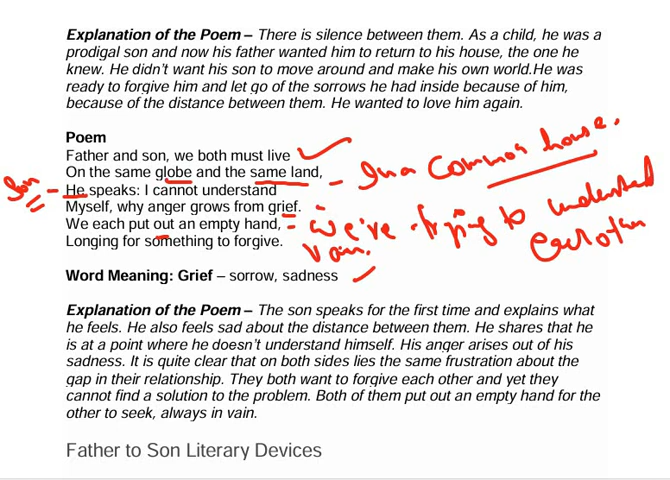 Explanation of the Poem – There is silence between them. As a child, he was a
prodigal son and now his father wanted him to return to his house, the one he
knew. He didn't want his son to move around and make his own world.He was
ready to forgive him and let go of the sorrows he had inside because of him,
because of the distance between them. He wanted to love him again.
Poem
Father and son, we both must live
On the same globe and the same land,
- In a common house.
Son - He speaks: I cannot understand
Myself, why anger grows from grief.
We each put out an empty hand,
- we're trying to understand
each other
Vain.
Longing for something to forgive.
Word Meaning: Grief – sorrow, sadness
Explanation of the Poem – The son speaks for the first time and explains what
he feels. He also feels sad about the distance between them. He shares that he
is at a point where he doesn't understand himself. His anger arises out of his
sadness. It is quite clear that on both sides lies the same frustration about the
gap in their relationship. They both want to forgive each other and yet they
cannot find a solution to the problem. Both of them put out an empty hand for the
other to seek, always in vain.
Father to Son Literary Devices